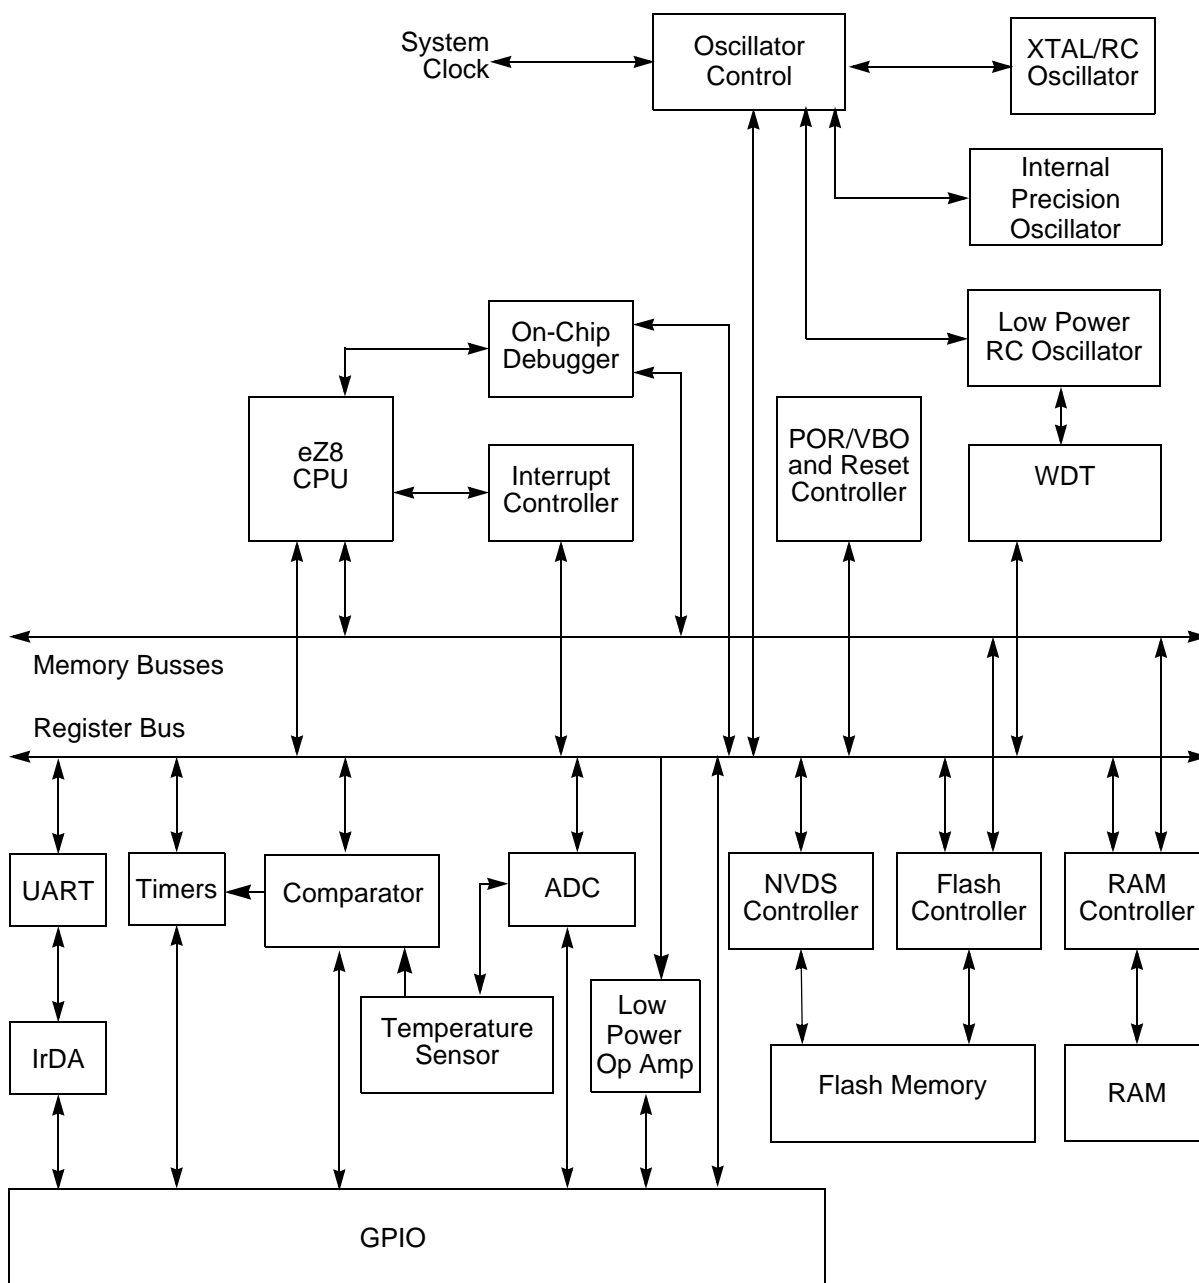 System
Clock
Oscillator
Control
XTAL/RC
Oscillator
Internal
Precision
Oscillator
Low Power
RC Oscillator
On-Chip
Debugger
eZ8
CPU
Interrupt
Controller
POR/VBO
and Reset
Controller
WDT
Memory Busses
Register Bus
UART
Timers
Comparator
ADC
NVDS
Controller
Flash
Controller
RAM
Controller
IrDA
Temperature
Sensor
Low
Power
Op Amp
Flash Memory
RAM
GPIO